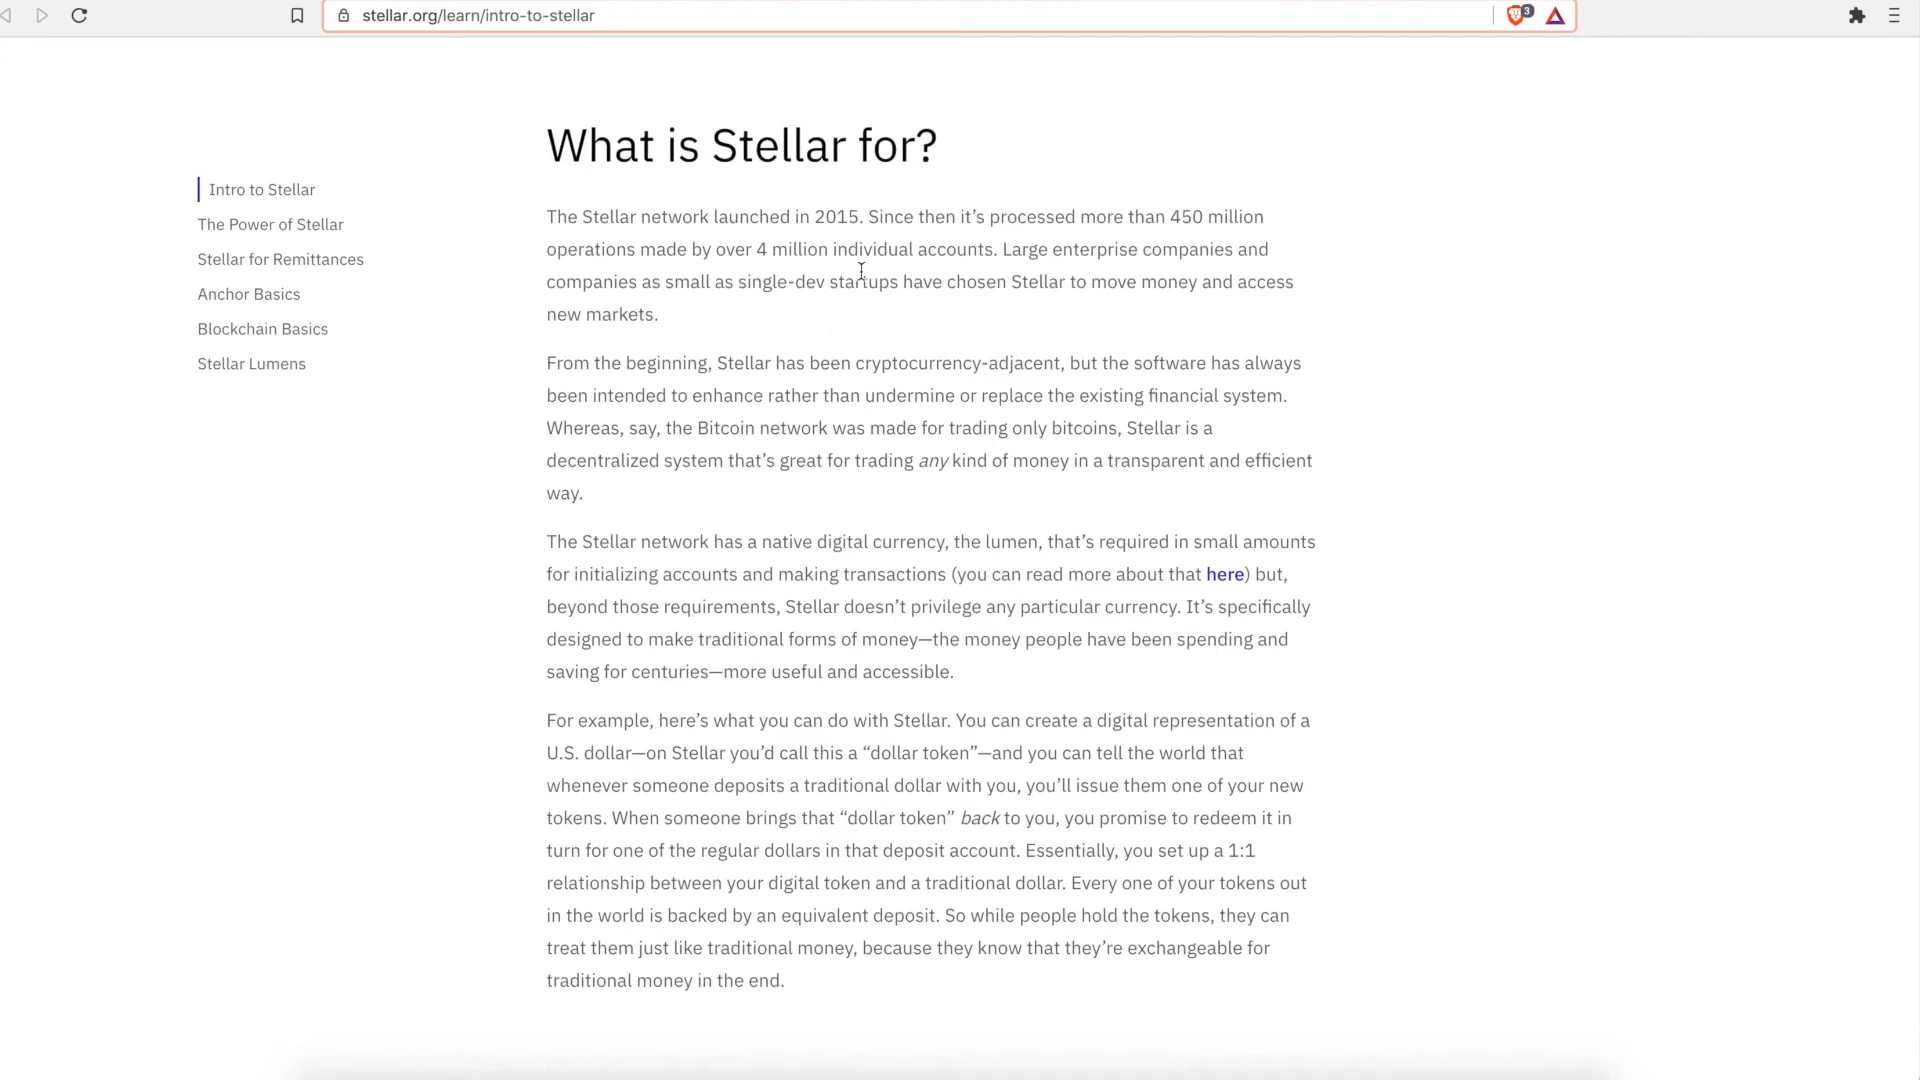 stellar.org/learn/intro-to-stellar
3
What is Stellar for?
Intro to Stellar
The Power of Stellar
Stellar for Remittances
Anchor Basics
Blockchain Basics
Stellar Lumens
The Stellar network launched in 2015. Since then it’s processed more than 450 million
operations made by over 4 million individual accounts. Large enterprise companies and
companies as small as single-dev startups have chosen Stellar to move money and access
new markets.
From the beginning, Stellar has been cryptocurrency-adjacent, but the software has always
been intended to enhance rather than undermine or replace the existing financial system.
Whereas, say, the Bitcoin network was made for trading only bitcoins, Stellar is a
decentralized system that’s great for trading any kind of money in a transparent and efficient
way.
The Stellar network has a native digital currency, the lumen, that’s required in small amounts
for initializing accounts and making transactions (you can read more about that here) but,
beyond those requirements, Stellar doesn’t privilege any particular currency. It’s specifically
designed to make traditional forms of money—the money people have been spending and
saving for centuries—more useful and accessible.
For example, here’s what you can do with Stellar. You can create a digital representation of a
U.S. dollar—on Stellar you’d call this a “dollar token”—and you can tell the world that
whenever someone deposits a traditional dollar with you, you’ll issue them one of your new
tokens. When someone brings that “dollar token” back to you, you promise to redeem it in
turn for one of the regular dollars in that deposit account. Essentially, you set up a 1:1
relationship between your digital token and a traditional dollar. Every one of your tokens out
in the world is backed by an equivalent deposit. So while people hold the tokens, they can
treat them just like traditional money, because they know that they’re exchangeable for
traditional money in the end.